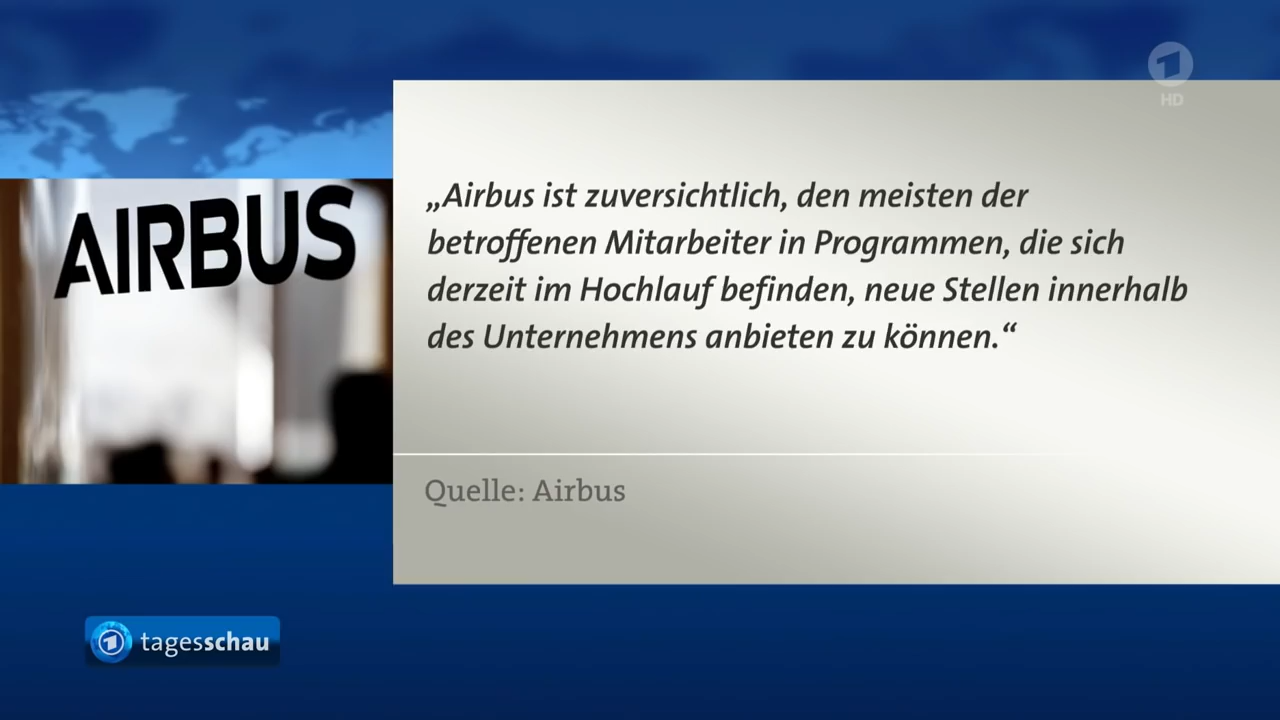 1
HD
AIRBUS
„Airbus ist zuversichtlich, den meisten der
betroffenen Mitarbeiter in Programmen, die sich
derzeit im Hochlauf befinden, neue Stellen innerhalb
des Unternehmens anbieten zu können.“
Quelle: Airbus
1 tagesschau